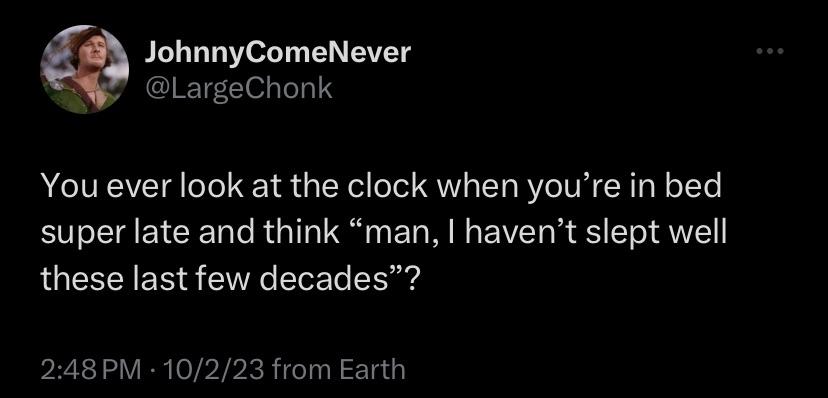 JohnnyComeNever
@LargeChonk
You ever look at the clock when you’re in bed
super late and think “man, I haven’t slept well
these last few decades”?
2:48 PM · 10/2/23 from Earth